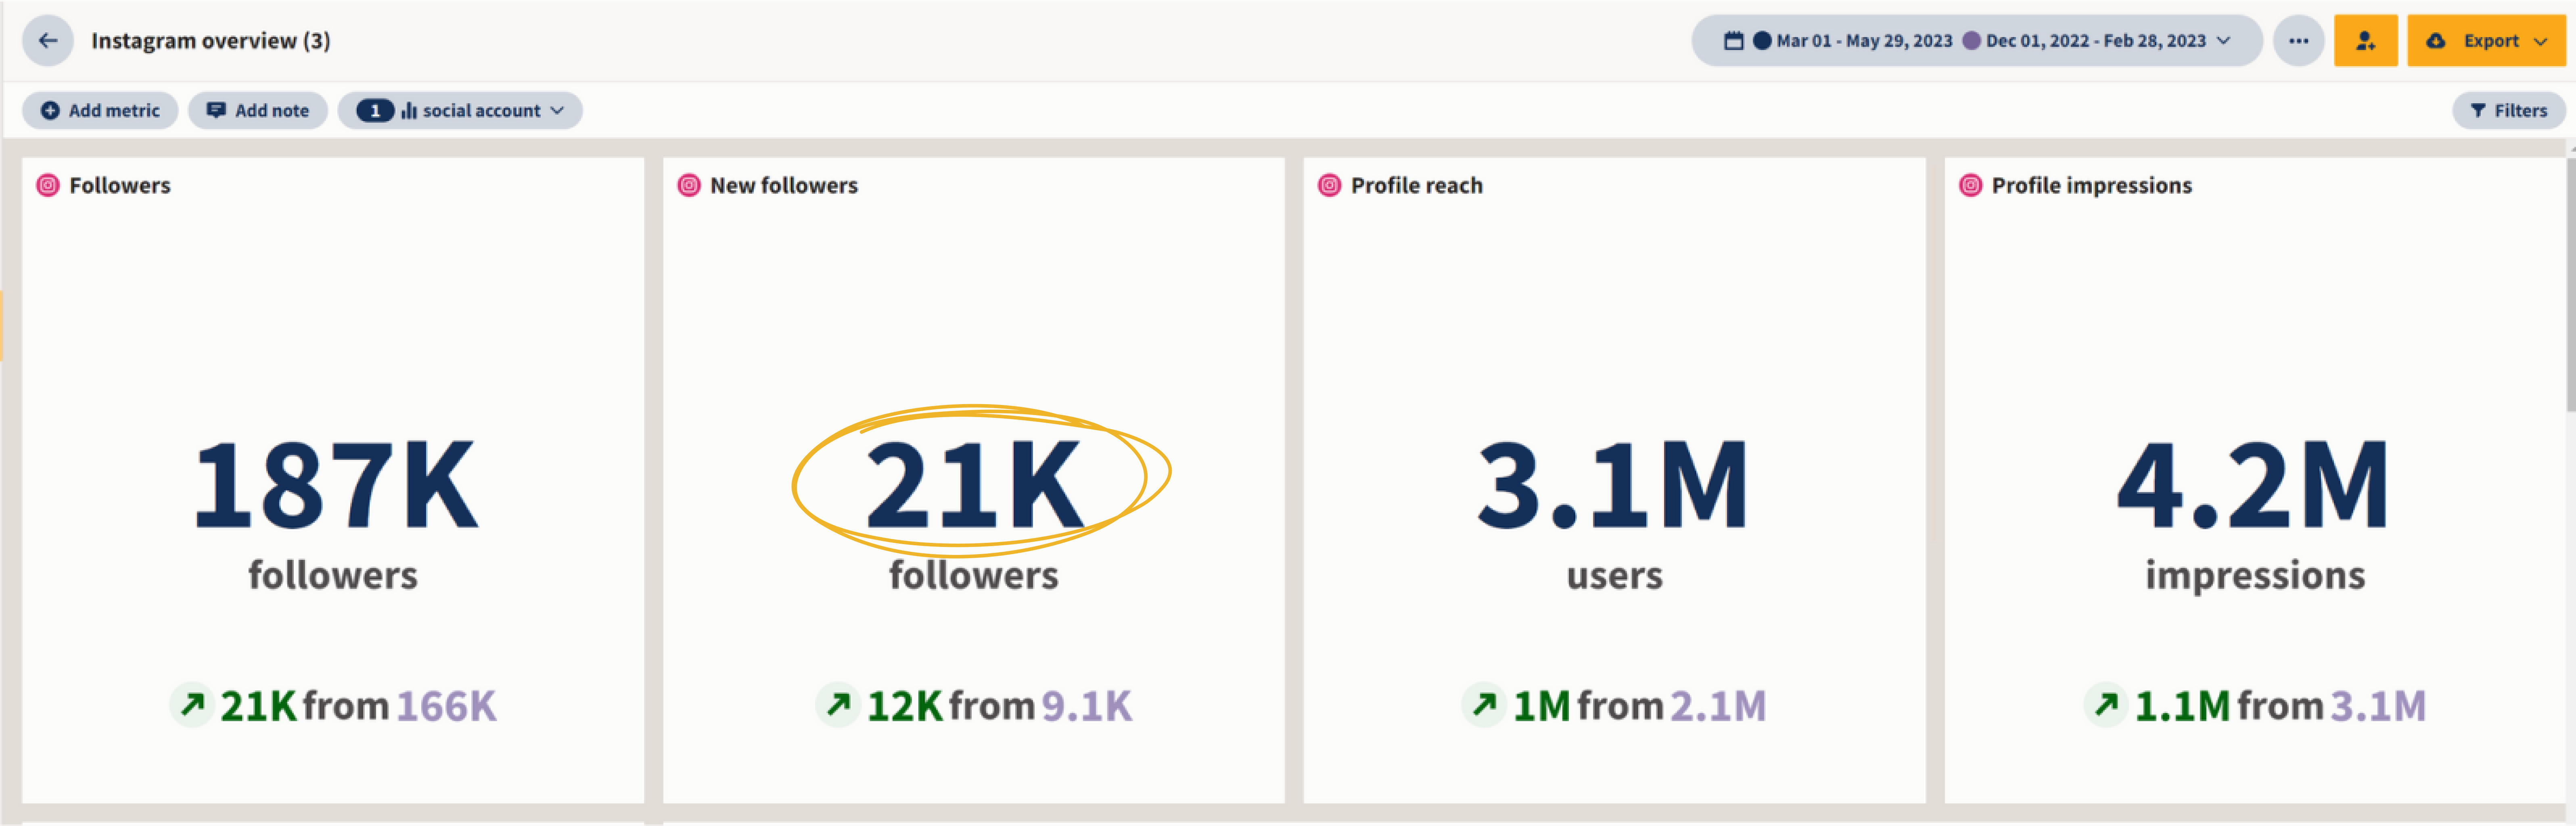 Instagram overview (3)
Mar 01 - May 29, 2023 Dec 01, 2022 - Feb 28, 2023
Export
Add metric
Add note
1 social account
Filters
Followers
187K
followers
21K from 166K
New followers
21K
followers
12K from 9.1K
Profile reach
3.1M
users
1M from 2.1M
Profile impressions
4.2M
impressions
1.1M from 3.1M